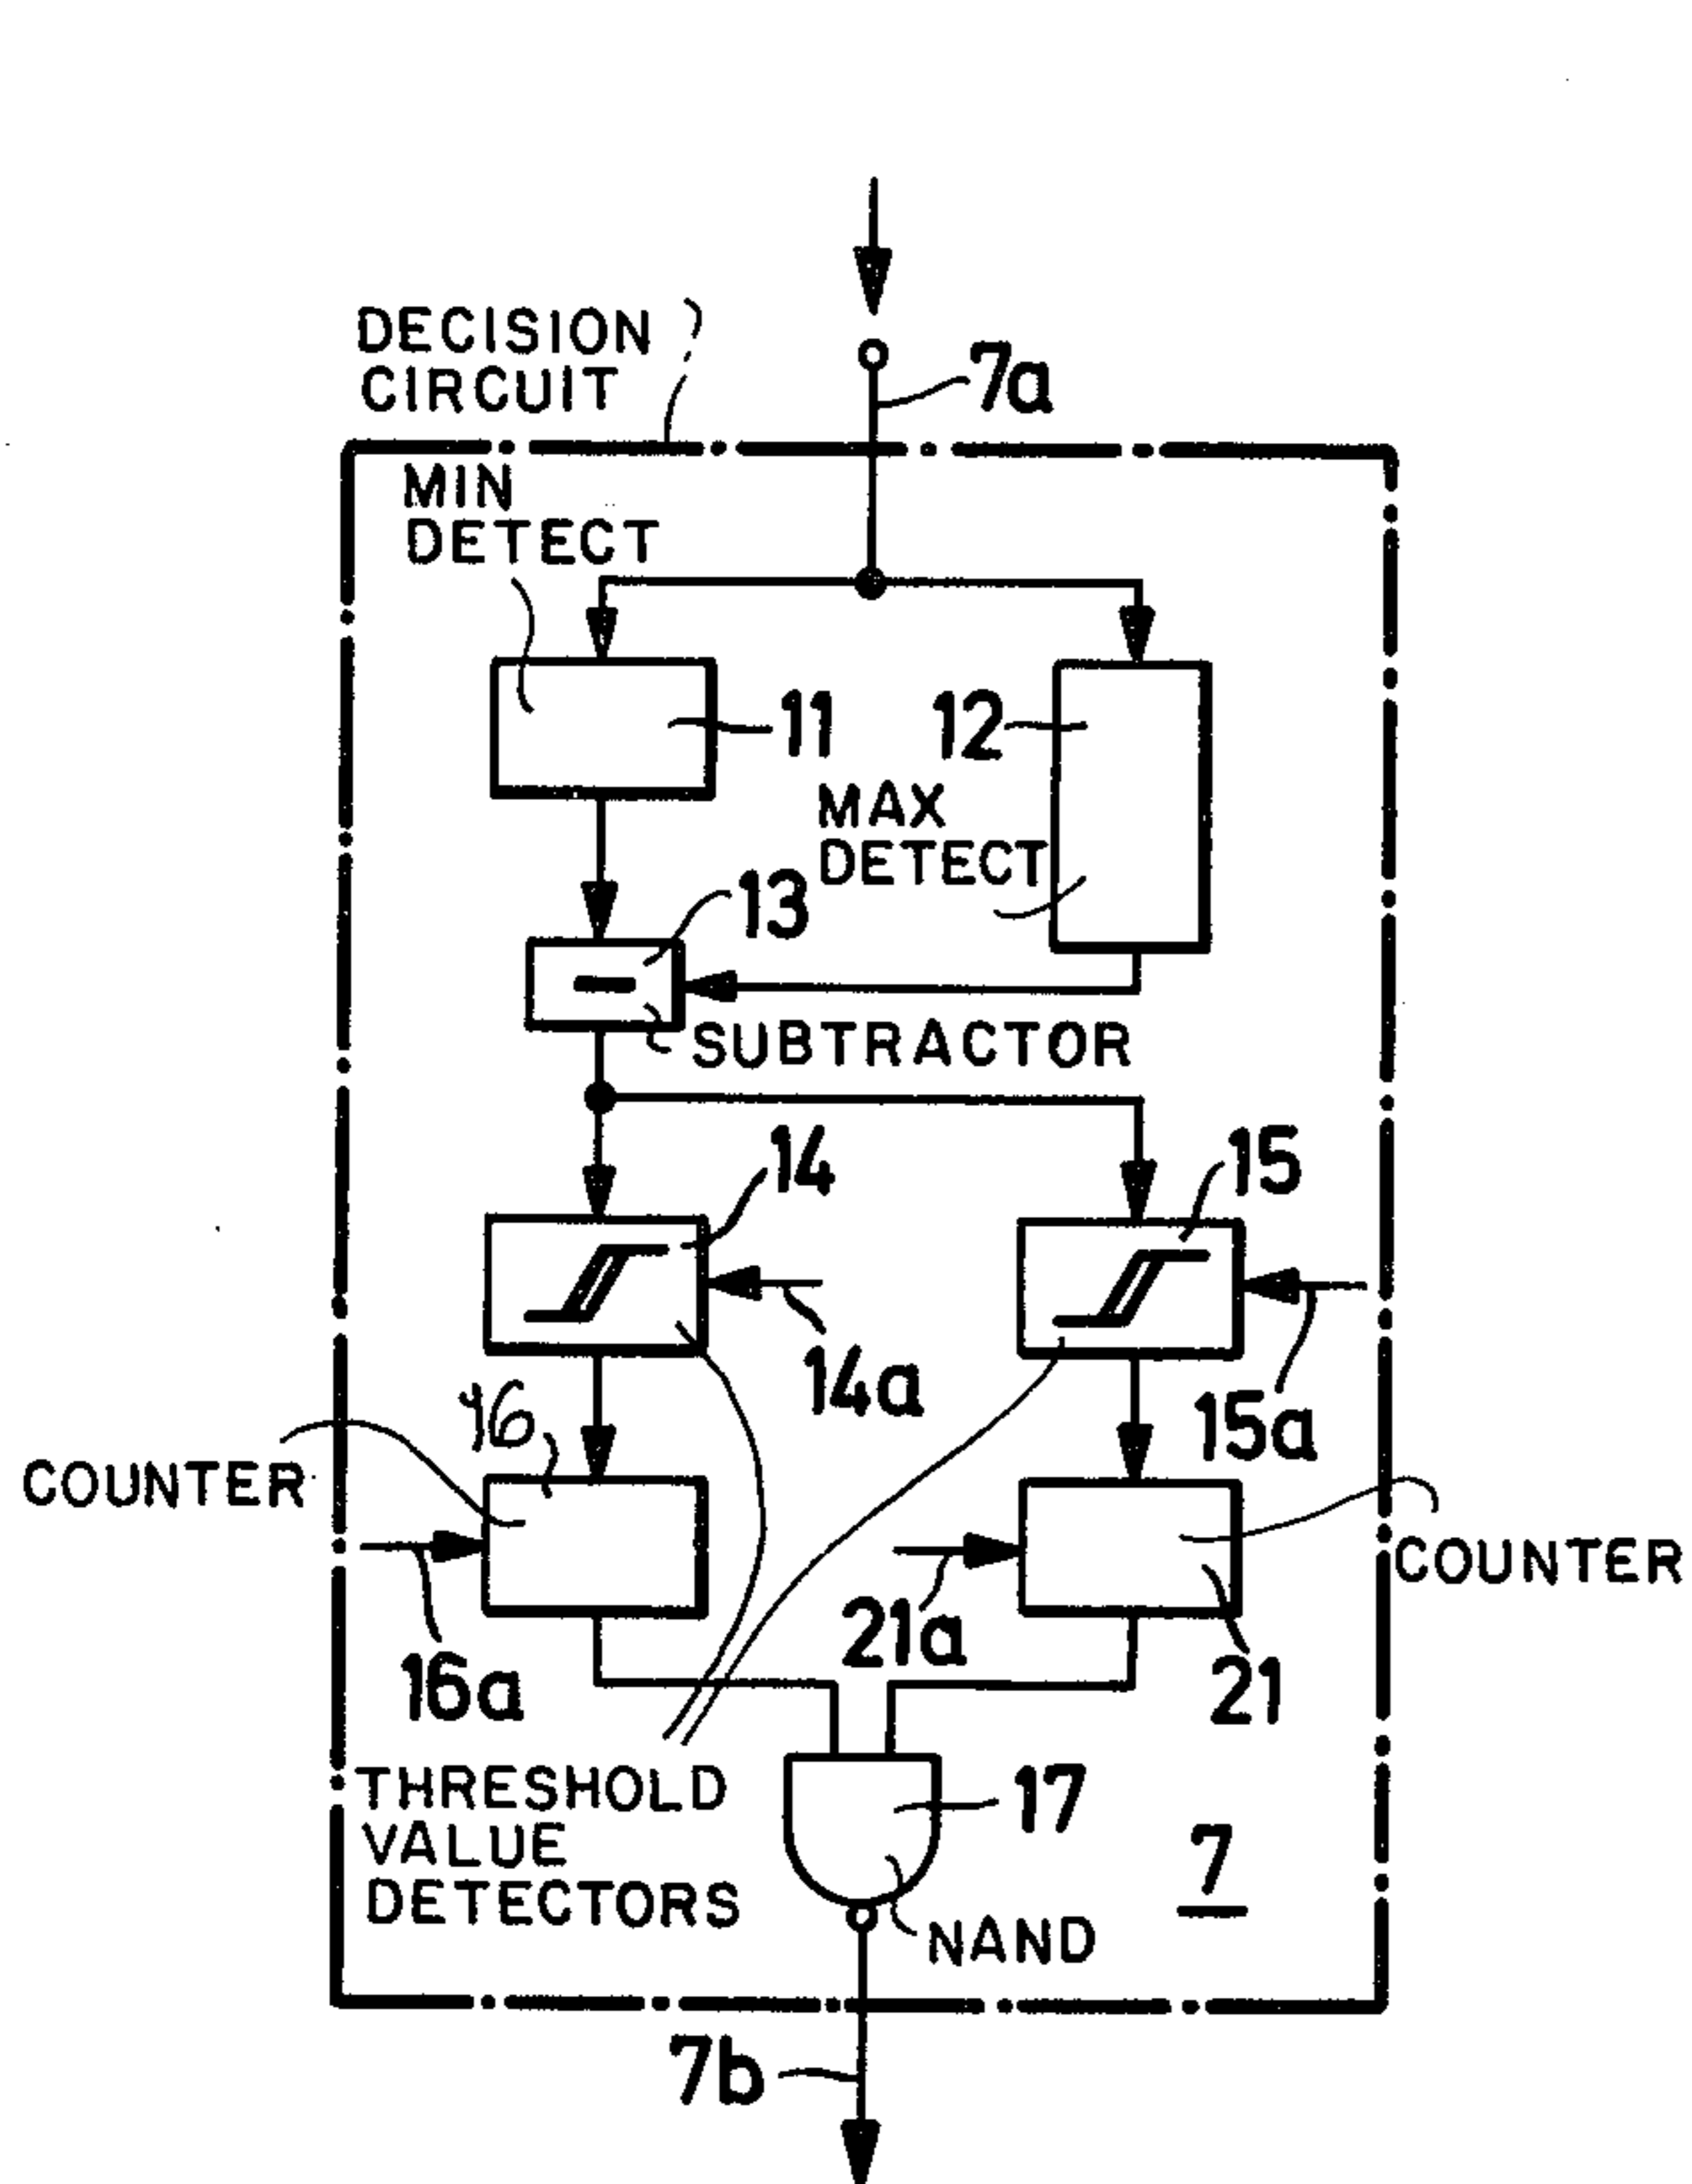 DECISION
CIRCUIT
7a
MIN
DETECT
11
12
MAX
DETECT
13
SUBTRACTOR
14
15
14a
15a
16
COUNTER
COUNTER
16a
21a
21
THRESHOLD
VALUE
DETECTORS
17
7
NAND
7b